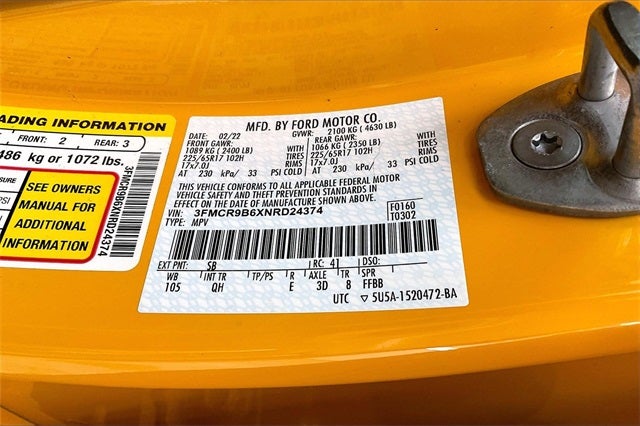 ADING INFORMATION
FRONT: 2 REAR: 3
486 kg or 1072 lbs.
SEE OWNERS
MANUAL FOR
ADDITIONAL
INFORMATION
3FMCR9B6XNRD24374
MFD. BY FORD MOTOR CO.
DATE: 02/22 GVWR: 2100 KG ( 4630 LB)
FRONT GAWR: REAR GAWR:
1089 KG ( 2400 LB) WITH 1066 KG ( 2350 LB) WITH
225/65R17 102H TIRES 225/65R17 102H TIRES
17x7.0J RIMS 17x7.0J RIMS
AT 230 kPa/ 33 PSI COLD AT 230 kPa/ 33 PSI COLD
THIS VEHICLE CONFORMS TO ALL APPLICABLE FEDERAL MOTOR
VEHICLE SAFETY AND THEFT PREVENTION STANDARDS IN
EFFECT ON THE DATE OF MANUFACTURE SHOWN ABOVE.
VIN: 3FMCR9B6XNRD24374 F0160
TYPE: MPV T0302
EXT PNT: SB RC: 41 DSO:
WB INT TR TP/PS R AXLE TR SPR
105 QH E 3D 8 FFBB
UTC ▽ 5U5A-1520472-BA